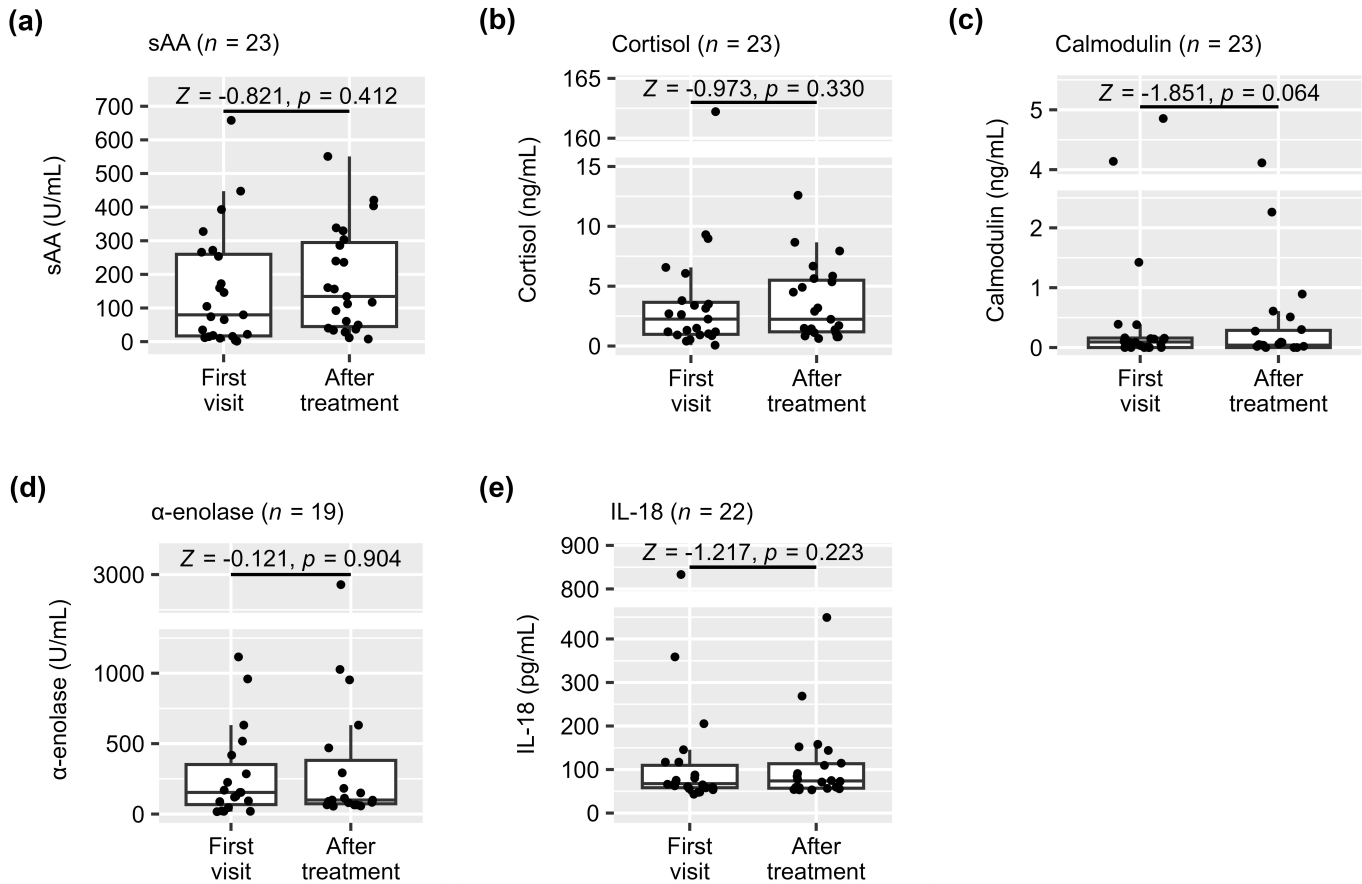 (a)
sAA (n = 23)
Z = -0.821, p = 0.412
700
600
500
400
300
200
100
0
sAA (U/mL)
First
visit
After
treatment
(b)
Cortisol (n = 23)
Z = -0.973, p = 0.330
165
160
15
10
5
0
Cortisol (ng/mL)
First
visit
After
treatment
(c)
Calmodulin (n = 23)
Z = -1.851, p = 0.064
5
4
2
1
0
Calmodulin (ng/mL)
First
visit
After
treatment
(d)
α-enolase (n = 19)
Z = -0.121, p = 0.904
3000
1000
500
0
α-enolase (U/mL)
First
visit
After
treatment
(e)
IL-18 (n = 22)
Z = -1.217, p = 0.223
900
800
400
300
200
100
0
IL-18 (pg/mL)
First
visit
After
treatment